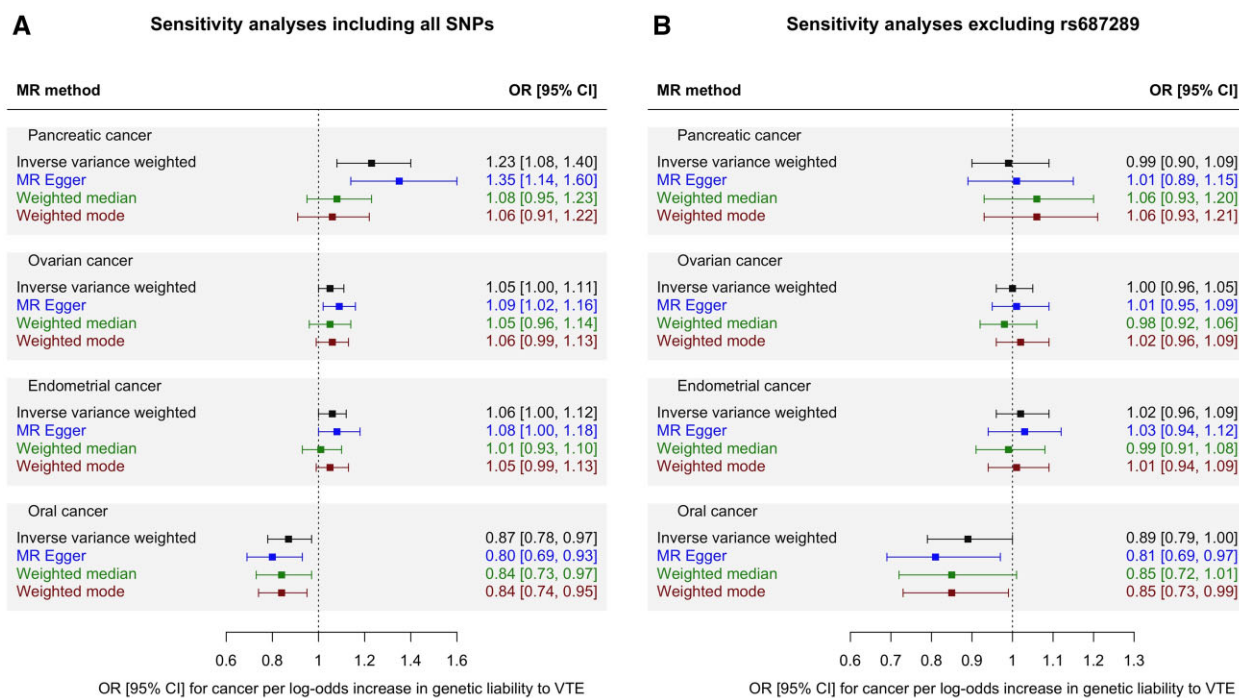 A
Sensitivity analyses including all SNPs
MR method OR [95% CI]
Pancreatic cancer
Inverse variance weighted 1.23 [1.08, 1.40]
MR Egger 1.35 [1.14, 1.60]
Weighted median 1.08 [0.95, 1.23]
Weighted mode 1.06 [0.91, 1.22]
Ovarian cancer
Inverse variance weighted 1.05 [1.00, 1.11]
MR Egger 1.09 [1.02, 1.16]
Weighted median 1.05 [0.96, 1.14]
Weighted mode 1.06 [0.99, 1.13]
Endometrial cancer
Inverse variance weighted 1.06 [1.00, 1.12]
MR Egger 1.08 [1.00, 1.18]
Weighted median 1.01 [0.93, 1.10]
Weighted mode 1.05 [0.99, 1.13]
Oral cancer
Inverse variance weighted 0.87 [0.78, 0.97]
MR Egger 0.80 [0.69, 0.93]
Weighted median 0.84 [0.73, 0.97]
Weighted mode 0.84 [0.74, 0.95]
0.6 0.8 1 1.2 1.4 1.6
OR [95% CI] for cancer per log-odds increase in genetic liability to VTE
B
Sensitivity analyses excluding rs687289
MR method OR [95% CI]
Pancreatic cancer
Inverse variance weighted 0.99 [0.90, 1.09]
MR Egger 1.01 [0.89, 1.15]
Weighted median 1.06 [0.93, 1.20]
Weighted mode 1.06 [0.93, 1.21]
Ovarian cancer
Inverse variance weighted 1.00 [0.96, 1.05]
MR Egger 1.01 [0.95, 1.09]
Weighted median 0.98 [0.92, 1.06]
Weighted mode 1.02 [0.96, 1.09]
Endometrial cancer
Inverse variance weighted 1.02 [0.96, 1.09]
MR Egger 1.03 [0.94, 1.12]
Weighted median 0.99 [0.91, 1.08]
Weighted mode 1.01 [0.94, 1.09]
Oral cancer
Inverse variance weighted 0.89 [0.79, 1.00]
MR Egger 0.81 [0.69, 0.97]
Weighted median 0.85 [0.72, 1.01]
Weighted mode 0.85 [0.73, 0.99]
0.6 0.7 0.8 0.9 1 1.1 1.2 1.3
OR [95% CI] for cancer per log-odds increase in genetic liability to VTE